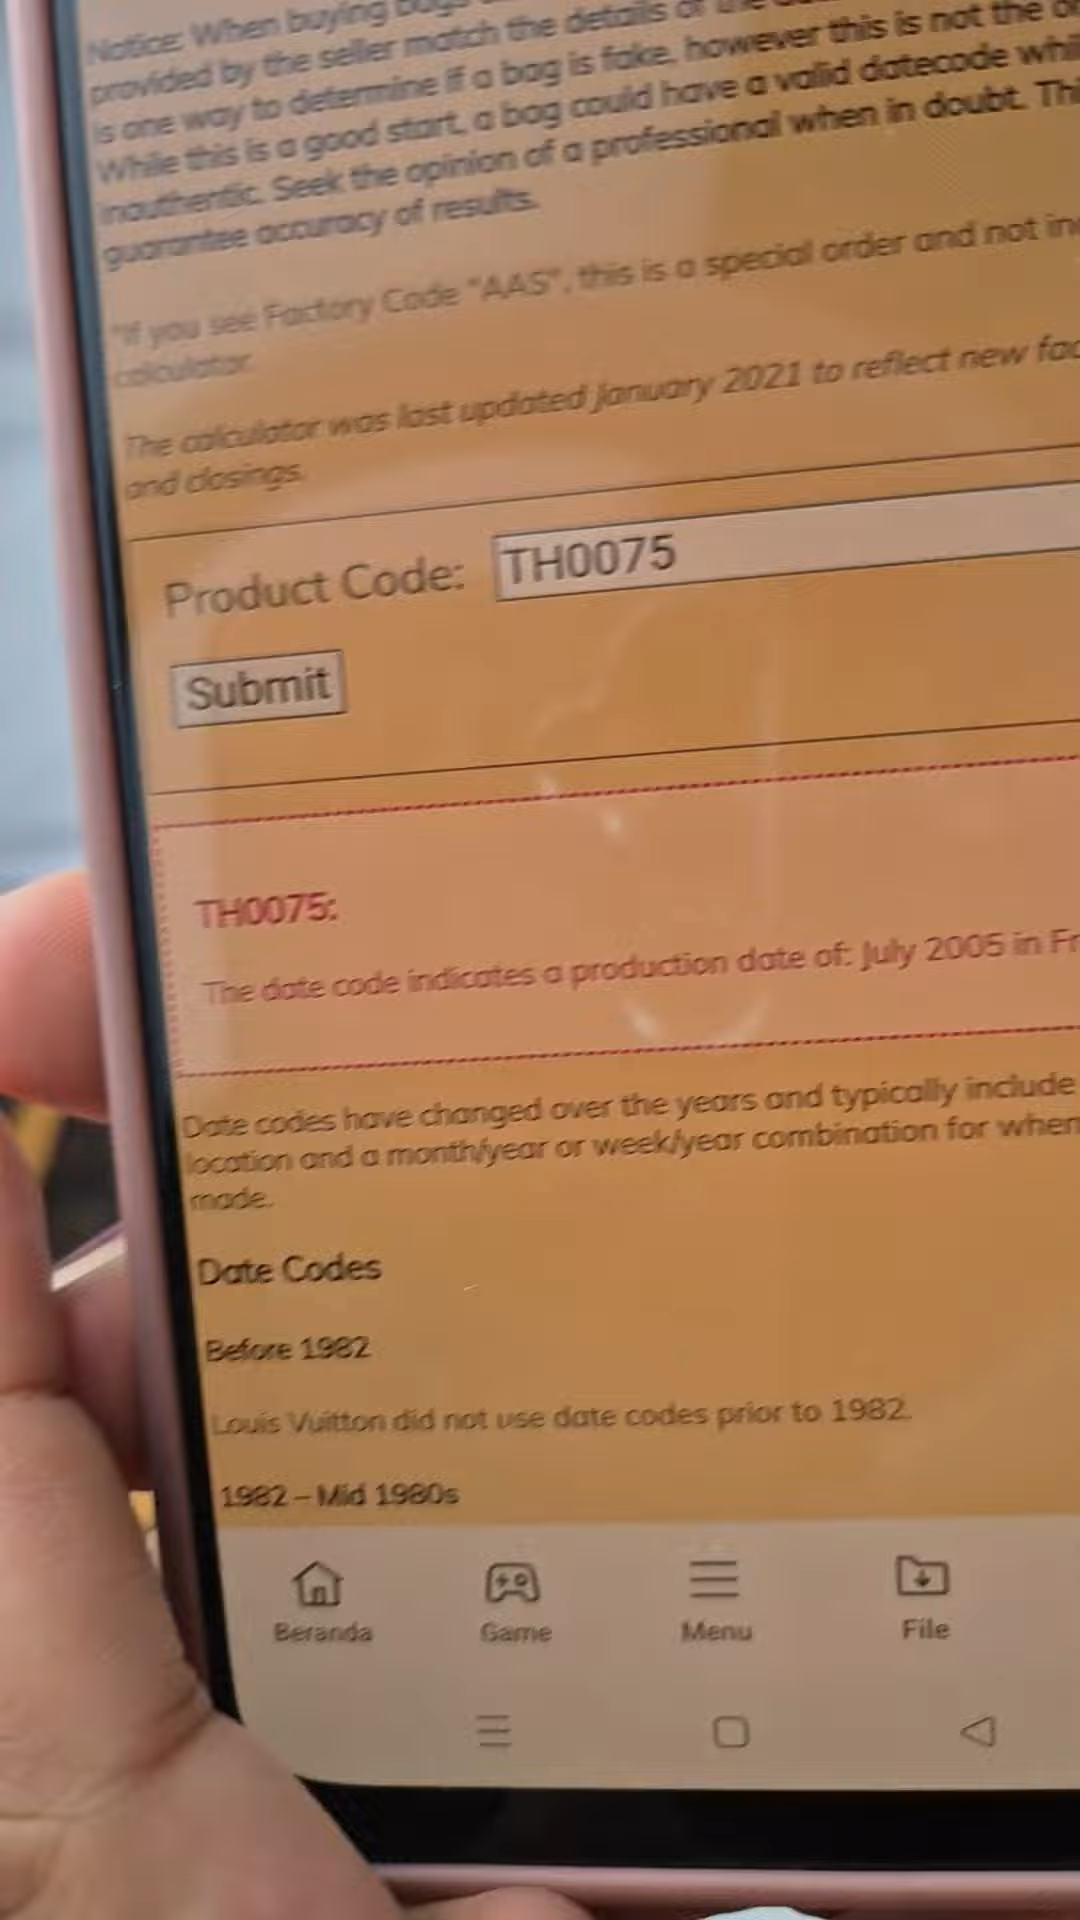 Notice: When buying bags
provided by the seller match the details of the
is one way to determine if a bag is fake, however this is not the
While this is a good start, a bag could have a valid datecode
inauthentic. Seek the opinion of a professional when in doubt.
guarantee accuracy of results.
"If you see Factory Code "AAS", this is a special order and not
calculator.
The calculator was last updated January 2021 to reflect new
and closings.
Product Code: TH0075
Submit
TH0075:
The date code indicates a production date of: July 2005 in Fr
Date codes have changed over the years and typically include
location and a month/year or week/year combination for when
made.
Date Codes
Before 1982
Louis Vuitton did not use date codes prior to 1982.
1982 – Mid 1980s
Beranda Game Menu File